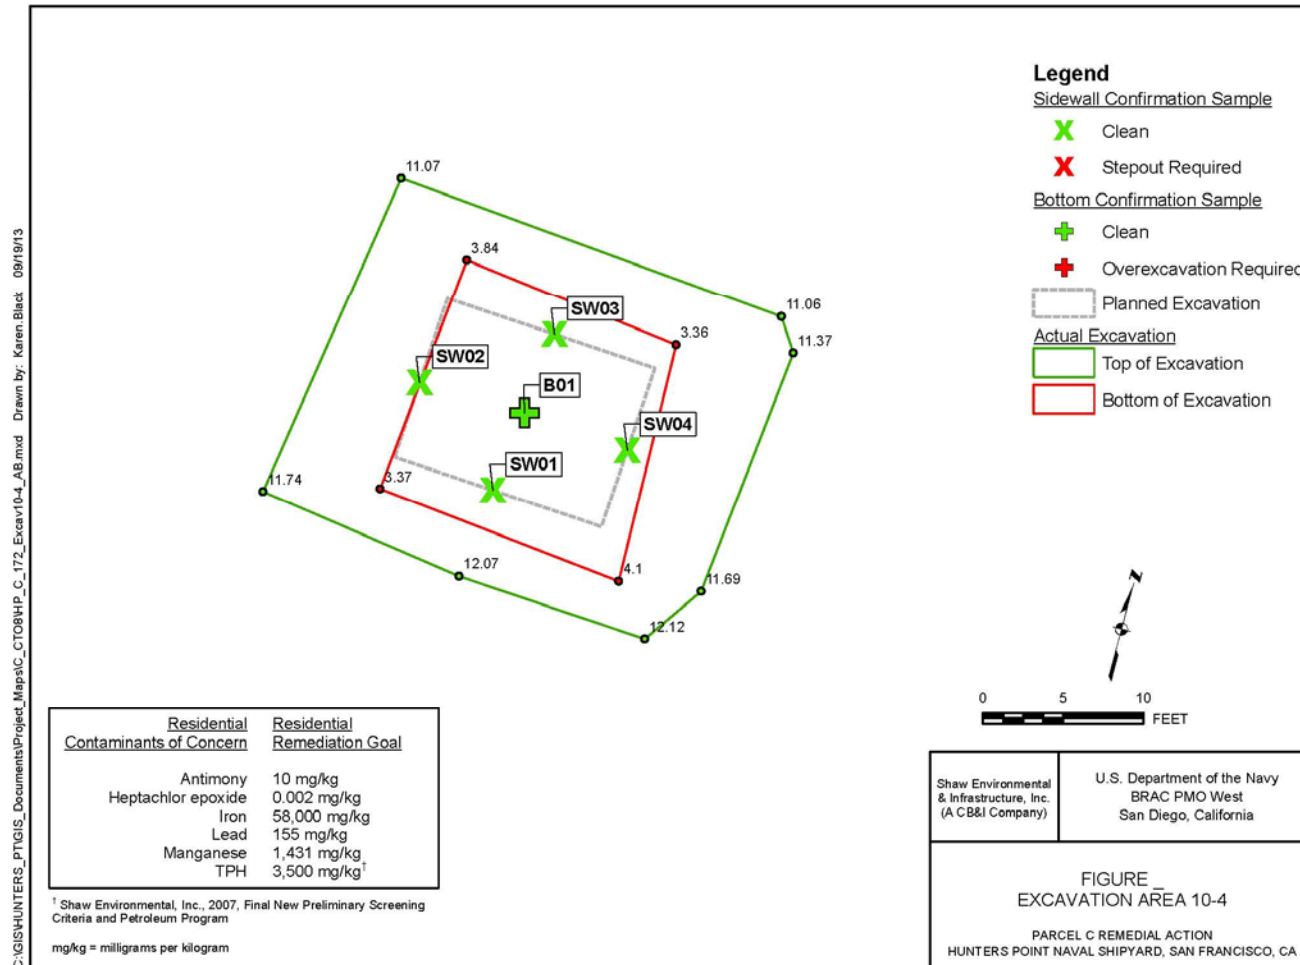 C:\GIS\HUNTERS_PT\GIS_Documents\Project_Maps\C_CTO8\HP_C_172_Excav10-4_AB.mxd Drawn by: Karen.Black 09/19/13
11.07
3.84
11.06
SW03
3.36
11.37
SW02
B01
SW04
SW01
11.74
3.37
12.07
4.1
11.69
12.12
Legend
Sidewall Confirmation Sample
Clean
Stepout Required
Bottom Confirmation Sample
Clean
Overexcavation Required
Planned Excavation
Actual Excavation
Top of Excavation
Bottom of Excavation
Z
0 5 10
FEET
Residential Residential
Contaminants of Concern Remediation Goal
Antimony 10 mg/kg
Heptachlor epoxide 0.002 mg/kg
Iron 58,000 mg/kg
Lead 155 mg/kg
Manganese 1,431 mg/kg
TPH 3,500 mg/kg†
† Shaw Environmental, Inc., 2007, Final New Preliminary Screening
Criteria and Petroleum Program
mg/kg = milligrams per kilogram
Shaw Environmental
& Infrastructure, Inc.
(A CB&I Company)
U.S. Department of the Navy
BRAC PMO West
San Diego, California
FIGURE _
EXCAVATION AREA 10-4
PARCEL C REMEDIAL ACTION
HUNTERS POINT NAVAL SHIPYARD, SAN FRANCISCO, CA